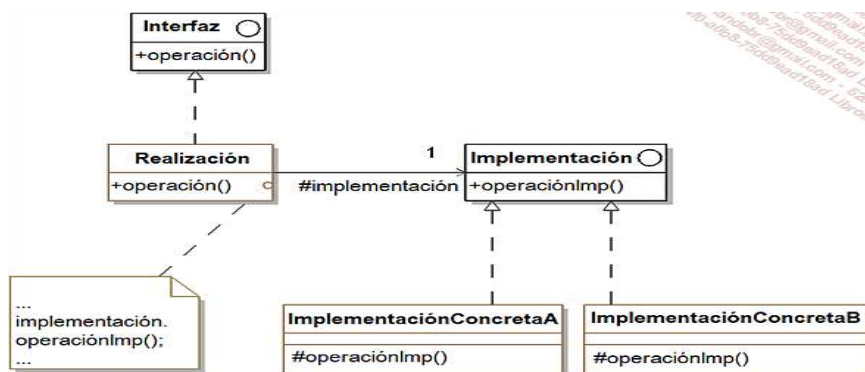 Interfaz
+operación()
Realización
+operación()
1
#implementación
Implementación
+operaciónImp()
...
implementación.
operaciónImp();
...
ImplementaciónConcretaA
#operaciónImp()
ImplementaciónConcretaB
#operaciónImp()